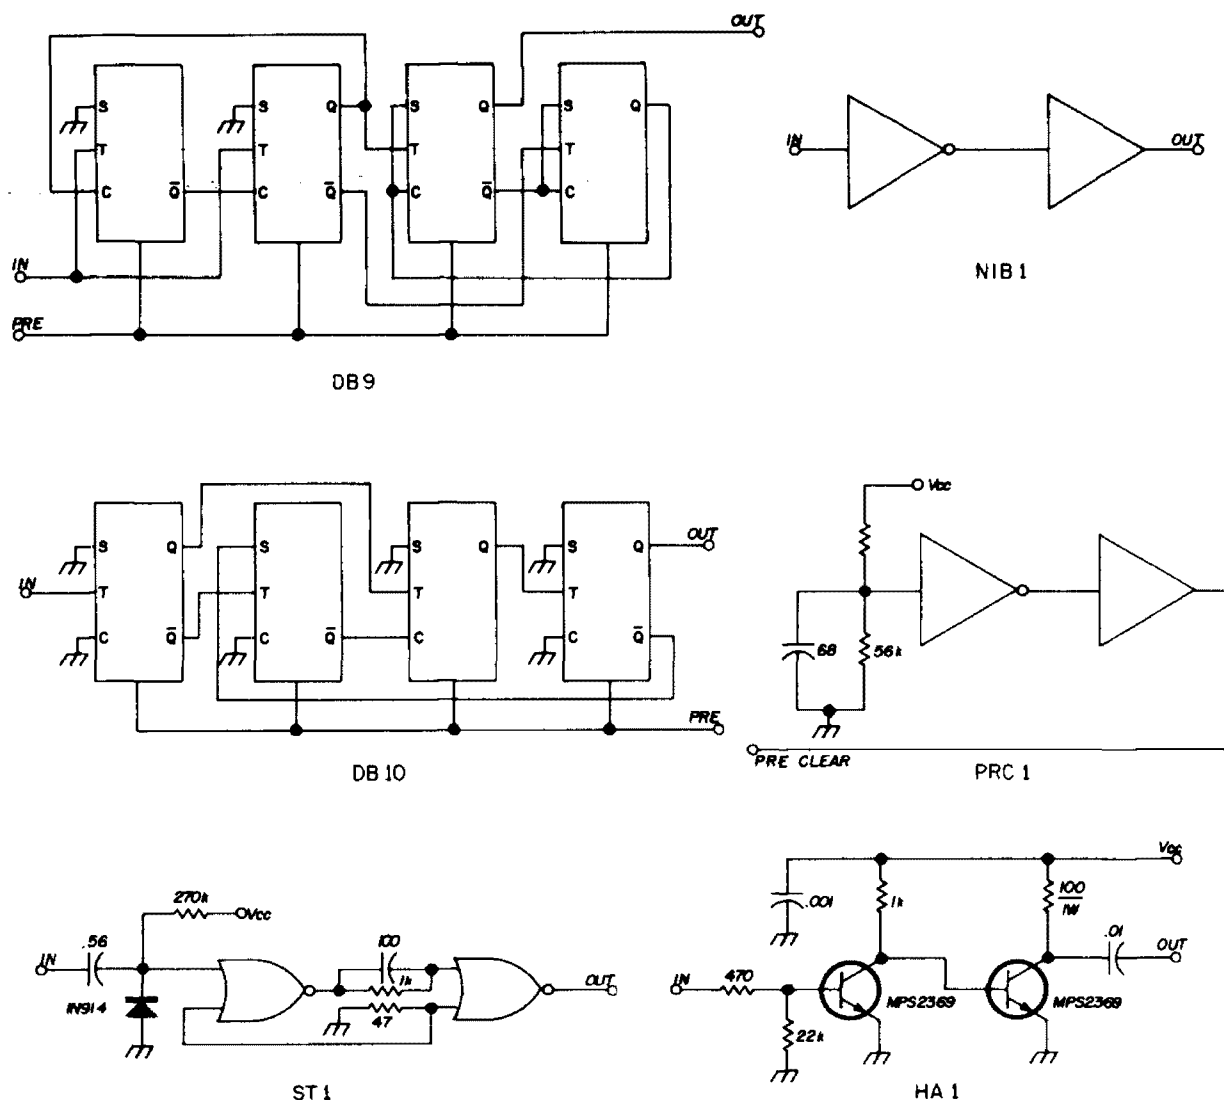 OUT
S Q S Q S Q S Q
T T T T
C Q̅ C Q̅ C Q̅ C
IN
PRE
DB9
IN OUT
NIB 1
S Q S S Q S Q OUT
IN T T T T
C Q̅ C Q̅ C C Q̅
PRE
DB 10
Vcc
68 56k
PRE CLEAR
PRC 1
270k
Vcc
IN .56 100
1k
1N914 47 OUT
ST 1
Vcc
.001 1k 100
1W
.01 OUT
IN 470 MPS2369 MPS2369
22k
HA 1